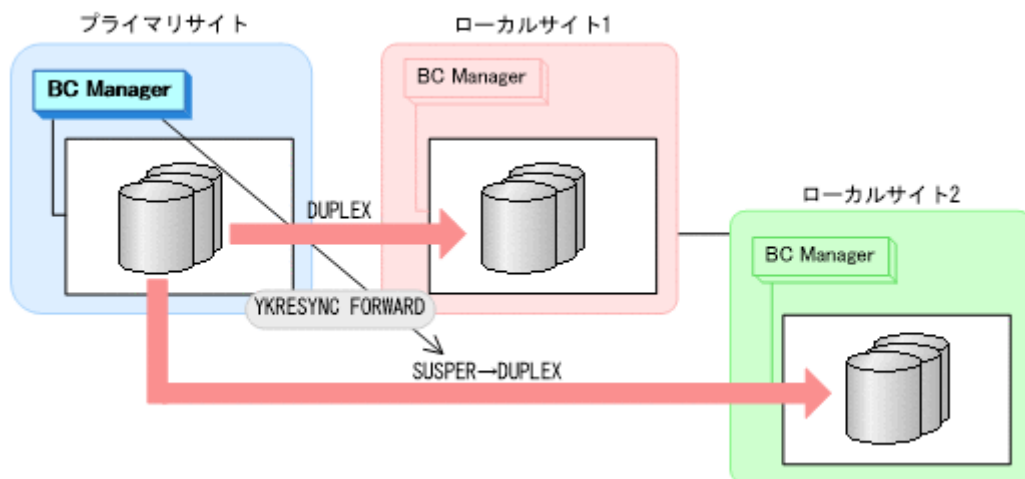 プライマリサイト
ローカルサイト1
BC Manager
BC Manager
ローカルサイト2
DUPLEX
BC Manager
YKRESYNC FORWARD
SUSPER→DUPLEX